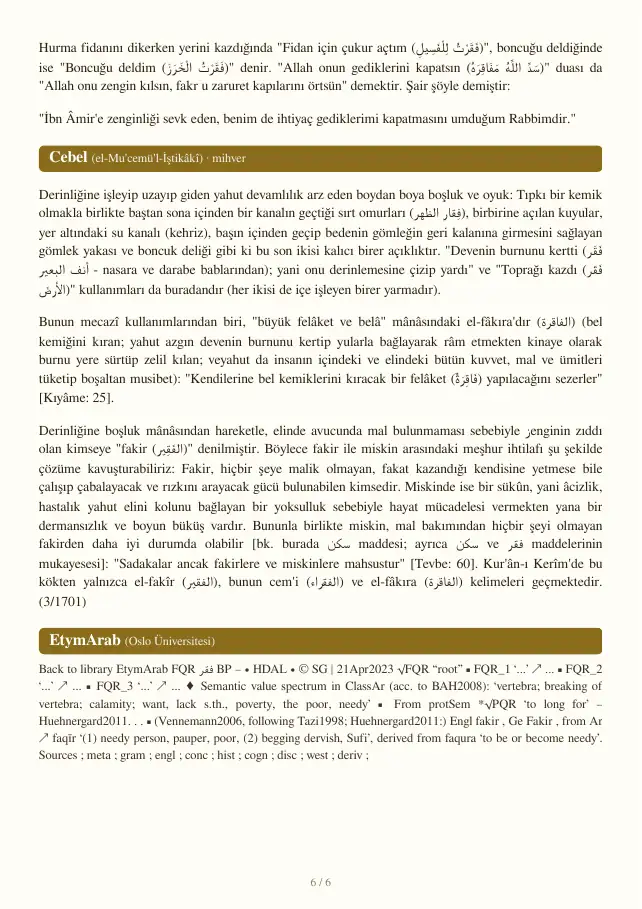 Hurma fidanını dikerken yerini kazdığında "Fidan için çukur açtım (فَقَرْتُ لِلْفَسِيلِ)", boncuğu deldiğinde
ise "Boncuğu deldim (فَقَرْتُ الْخَرَزَ)" denir. "Allah onun gediklerini kapatsın (سَدَّ اللَّهُ مَفَاقِرَهُ)" duası da
"Allah onu zengin kılsın, fakr u zaruret kapılarını örtsün" demektir. Şair şöyle demiştir:
"İbn Âmir'e zenginliği sevk eden, benim de ihtiyaç gediklerimi kapatmasını umduğum Rabbimdir."
Cebel (el-Mu'cemü'l-İştikâkî) · mihver
Derinliğine işleyip uzayıp giden yahut devamlılık arz eden boydan boya boşluk ve oyuk: Tıpkı bir kemik
olmakla birlikte baştan sona içinden bir kanalın geçtiği sırt omurları (فِقار الظهر), birbirine açılan kuyular,
yer altındaki su kanalı (kehriz), başın içinden geçip bedenin gömleğin geri kalanına girmesini sağlayan
gömlek yakası ve boncuk deliği gibi ki bu son ikisi kalıcı birer açıklıktır. "Devenin burnunu kertti (فَقَر
أنف البعير - nasara ve darabe bablarından); yani onu derinlemesine çizip yardı" ve "Toprağı kazdı (فقر
الأرضَ)" kullanımları da buradandır (her ikisi de içe işleyen birer yarmadır).
Bunun mecazî kullanımlarından biri, "büyük felâket ve belâ" mânâsındaki el-fâkıra'dır (الفاقرة) (bel
kemiğini kıran; yahut azgın devenin burnunu kertip yularla bağlayarak râm etmekten kinaye olarak
burnu yere sürtüp zelil kılan; veyahut da insanın içindeki ve elindeki bütün kuvvet, mal ve ümitleri
tüketip boşaltan musibet): "Kendilerine bel kemiklerini kıracak bir felâket (فَاقِرَةٌ) yapılacağını sezerler"
[Kıyâme: 25].
Derinliğine boşluk mânâsından hareketle, elinde avucunda mal bulunmaması sebebiyle زenginin zıddı
olan kimseye "fakir (الفَقِير)" denilmiştir. Böylece fakir ile miskin arasındaki meşhur ihtilafı şu şekilde
çözüme kavuşturabiliriz: Fakir, hiçbir şeye malik olmayan, fakat kazandığı kendisine yetmese bile
çalışıp çabalayacak ve rızkını arayacak gücü bulunabilen kimsedir. Miskinde ise bir sükûn, yani âcizlik,
hastalık yahut elini kolunu bağlayan bir yoksulluk sebebiyle hayat mücadelesi vermekten yana bir
dermansızlık ve boyun büküş vardır. Bununla birlikte miskin, mal bakımından hiçbir şeyi olmayan
fakirden daha iyi durumda olabilir [bk. burada سكن maddesi; ayrıca سكن ve فقر maddelerinin
mukayesesi]: "Sadakalar ancak fakirlere ve miskinlere mahsustur" [Tevbe: 60]. Kur'ân-ı Kerîm'de bu
kökten yalnızca el-fakîr (الفقير), bunun cem'i (الفقراء) ve el-fâkıra (الفاقرة) kelimeleri geçmektedir.
(3/1701)
EtymArab (Oslo Üniversitesi)
Back to library EtymArab FQR فقر BP – • HDAL • © SG | 21Apr2023 √FQR “root” ▪ FQR_1 ‘...’ ↗ ... ▪ FQR_2
‘...’ ↗ ... ▪ FQR_3 ‘...’ ↗ ... ♦ Semantic value spectrum in ClassAr (acc. to BAH2008): ‘vertebra; breaking of
vertebra; calamity; want, lack s.th., poverty, the poor, needy’ ▪ From protSem *√PQR ‘to long for’ –
Huehnergard2011. . . ▪ (Vennemann2006, following Tazi1998; Huehnergard2011:) Engl fakir , Ge Fakir , from Ar
↗ faqīr ‘(1) needy person, pauper, poor, (2) begging dervish, Sufi’, derived from faqura ‘to be or become needy’.
Sources ; meta ; gram ; engl ; conc ; hist ; cogn ; disc ; west ; deriv ;
6 / 6